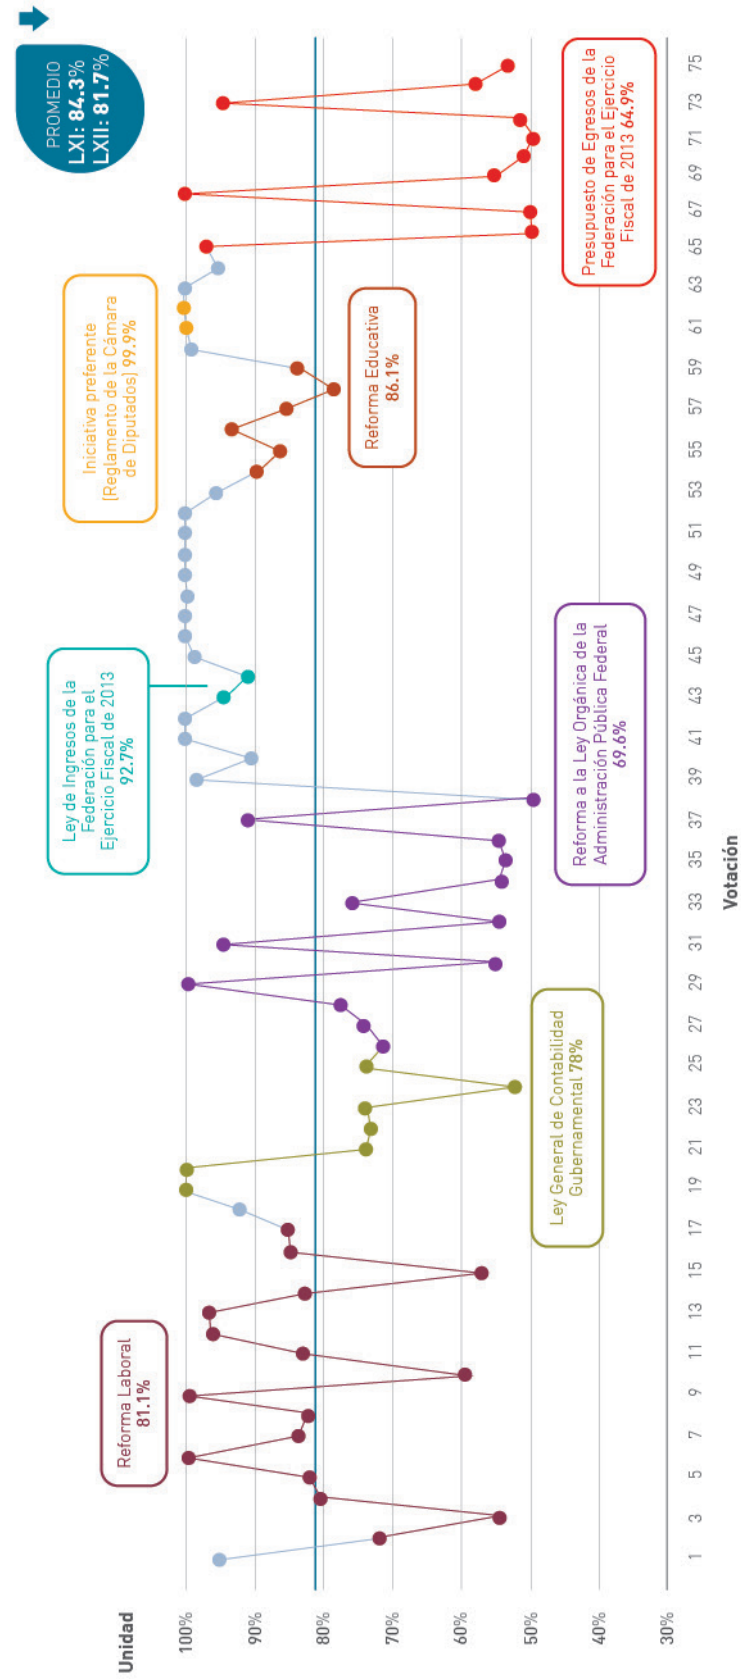 PROMEDIO
LXI: 84.3%
LXII: 81.7%
Unidad
100%
90%
80%
70%
60%
50%
40%
30%
Reforma Laboral
81.1%
Ley General de Contabilidad
Gubernamental 78%
Reforma a la Ley Orgánica de la
Administración Pública Federal
69.6%
Ley de Ingresos de la
Federación para el
Ejercicio Fiscal de 2013
92.7%
Reforma Educativa
86.1%
Iniciativa preferente
(Reglamento de la Cámara
de Diputados) 99.9%
Presupuesto de Egresos de la
Federación para el Ejercicio
Fiscal de 2013 64.9%
1 3 5 7 9 11 13 15 17 19 21 23 25 27 29 31 33 35 37 39 41 43 45 47 49 51 53 55 57 59 61 63 65 67 69 71 73 75
Votación